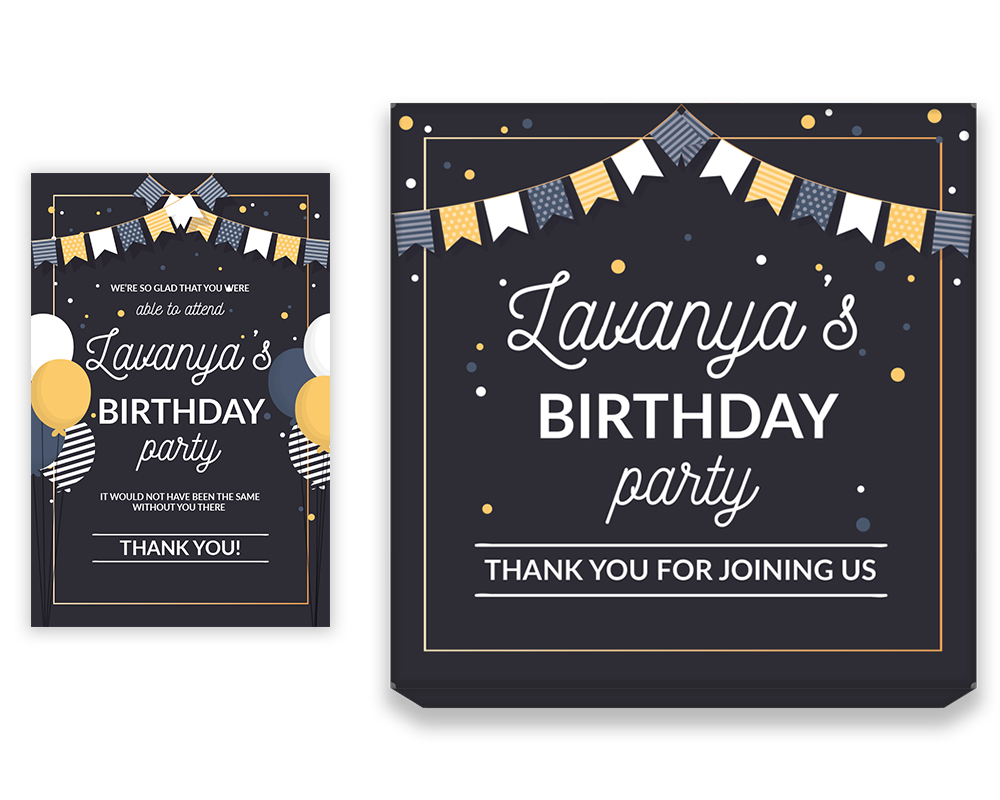 WE'RE SO GLAD THAT YOU WERE
able to attend
Lavanya's
BIRTHDAY
party
IT WOULD NOT HAVE BEEN THE SAME
WITHOUT YOU THERE
THANK YOU!
Lavanya's
BIRTHDAY
party
THANK YOU FOR JOINING US